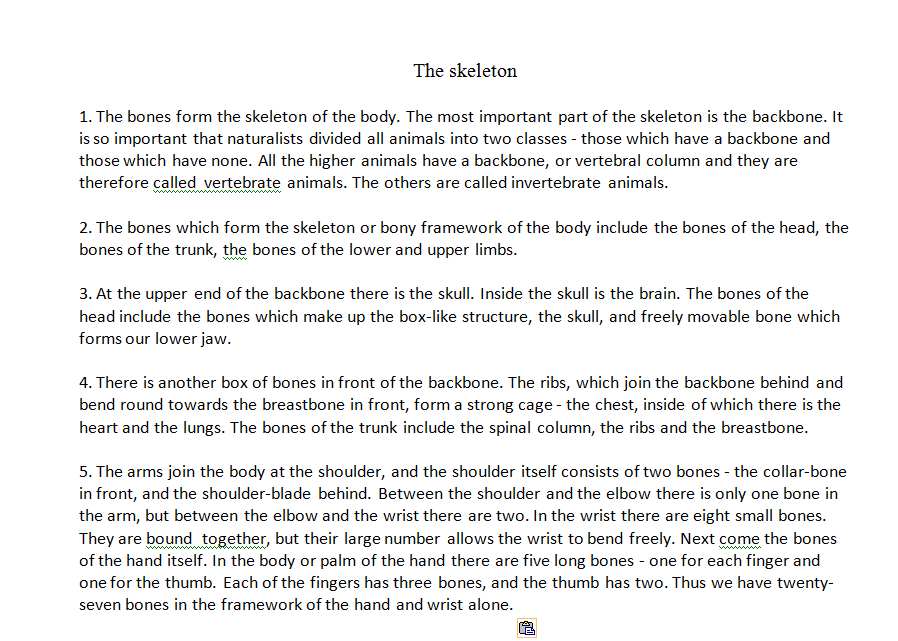 The skeleton
1. The bones form the skeleton of the body. The most important part of the skeleton is the backbone. It
is so important that naturalists divided all animals into two classes - those which have a backbone and
those which have none. All the higher animals have a backbone, or vertebral column and they are
therefore called vertebrate animals. The others are called invertebrate animals.
2. The bones which form the skeleton or bony framework of the body include the bones of the head, the
bones of the trunk, the bones of the lower and upper limbs.
3. At the upper end of the backbone there is the skull. Inside the skull is the brain. The bones of the
head include the bones which make up the box-like structure, the skull, and freely movable bone which
forms our lower jaw.
4. There is another box of bones in front of the backbone. The ribs, which join the backbone behind and
bend round towards the breastbone in front, form a strong cage - the chest, inside of which there is the
heart and the lungs. The bones of the trunk include the spinal column, the ribs and the breastbone.
5. The arms join the body at the shoulder, and the shoulder itself consists of two bones - the collar-bone
in front, and the shoulder-blade behind. Between the shoulder and the elbow there is only one bone in
the arm, but between the elbow and the wrist there are two. In the wrist there are eight small bones.
They are bound together, but their large number allows the wrist to bend freely. Next come the bones
of the hand itself. In the body or palm of the hand there are five long bones - one for each finger and
one for the thumb. Each of the fingers has three bones, and the thumb has two. Thus we have twenty-
seven bones in the framework of the hand and wrist alone.